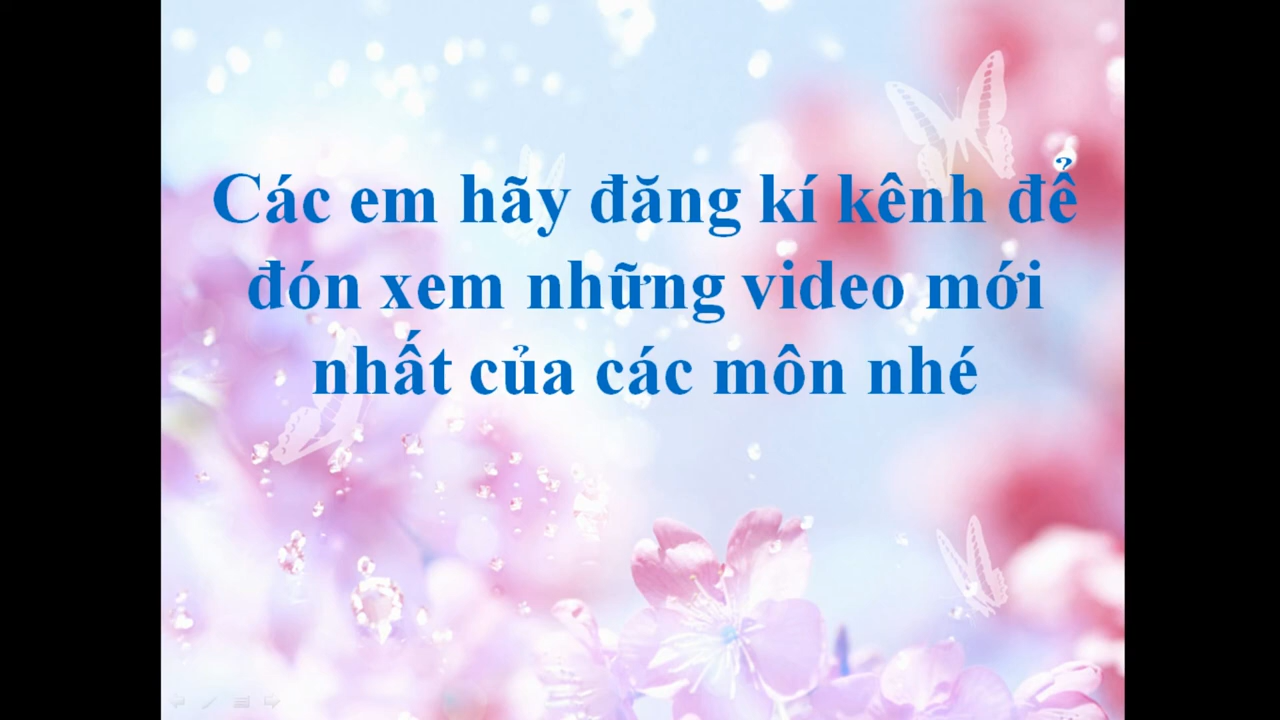 Các em hãy đăng kí kênh để
đón xem những video mới
nhất của các môn nhé